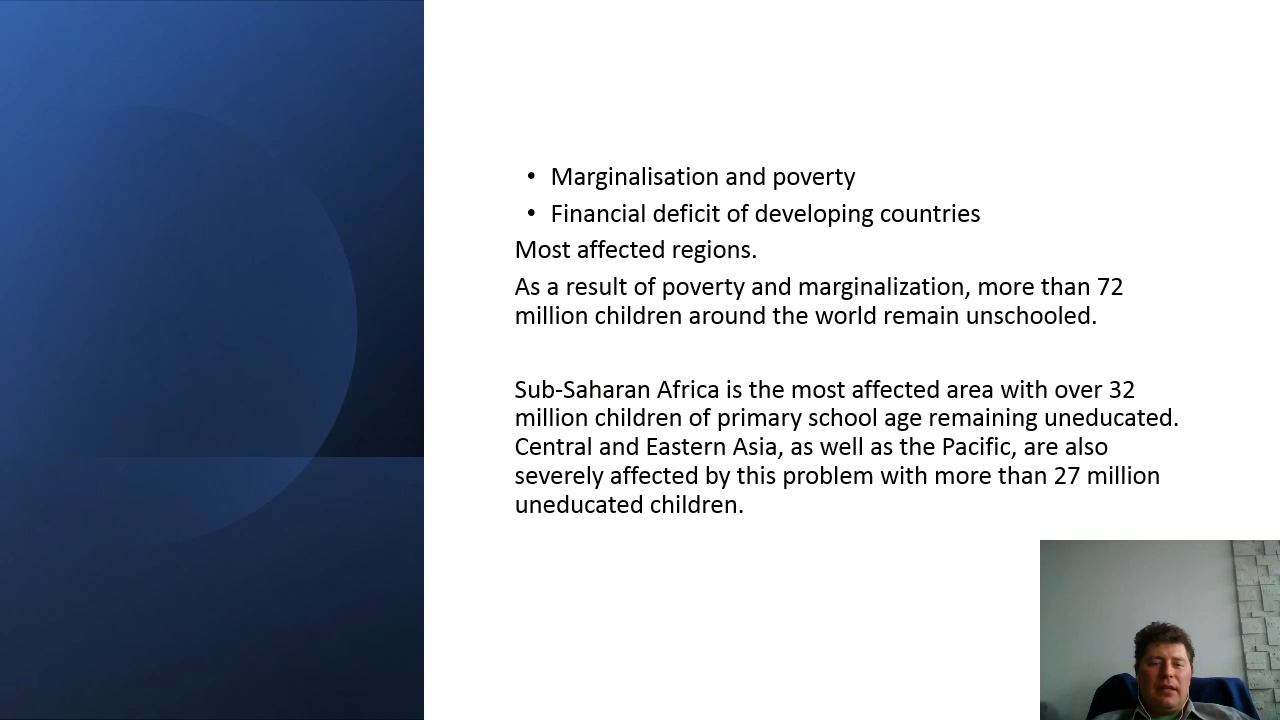 • Marginalisation and poverty
• Financial deficit of developing countries
Most affected regions.
As a result of poverty and marginalization, more than 72
million children around the world remain unschooled.
Sub-Saharan Africa is the most affected area with over 32
million children of primary school age remaining uneducated.
Central and Eastern Asia, as well as the Pacific, are also
severely affected by this problem with more than 27 million
uneducated children.